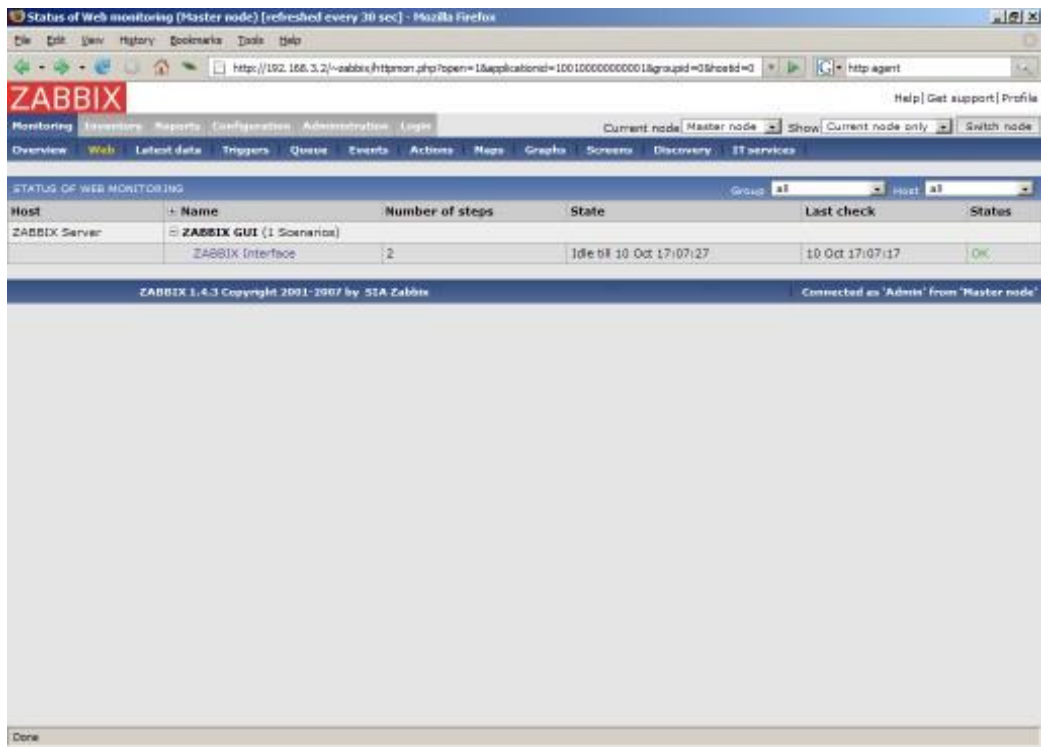 Status of Web monitoring (Master node) [refreshed every 30 sec] - Mozilla Firefox
File Edit View History Bookmarks Tools Help
http://192.168.3.2/~zabbix/httpmon.php?open=1&applicationid=100100000000001&groupid=0&hostid=0 http agent
ZABBIX Help | Get support | Profile
Monitoring Inventory Reports Configuration Administration Login Current node Master node Show Current node only Switch node
Overview Web Latest data Triggers Queue Events Actions Maps Graphs Screens Discovery IT services
STATUS OF WEB MONITORING Group all Host all
Host Name Number of steps State Last check Status
ZABBIX Server ZABBIX GUI (1 Scenarios)
ZABBIX Interface 2 Idle till 10 Oct 17:07:27 10 Oct 17:07:17 OK
ZABBIX 1.4.3 Copyright 2001-2007 by SIA Zabbix Connected as 'Admin' from 'Master node'
Done